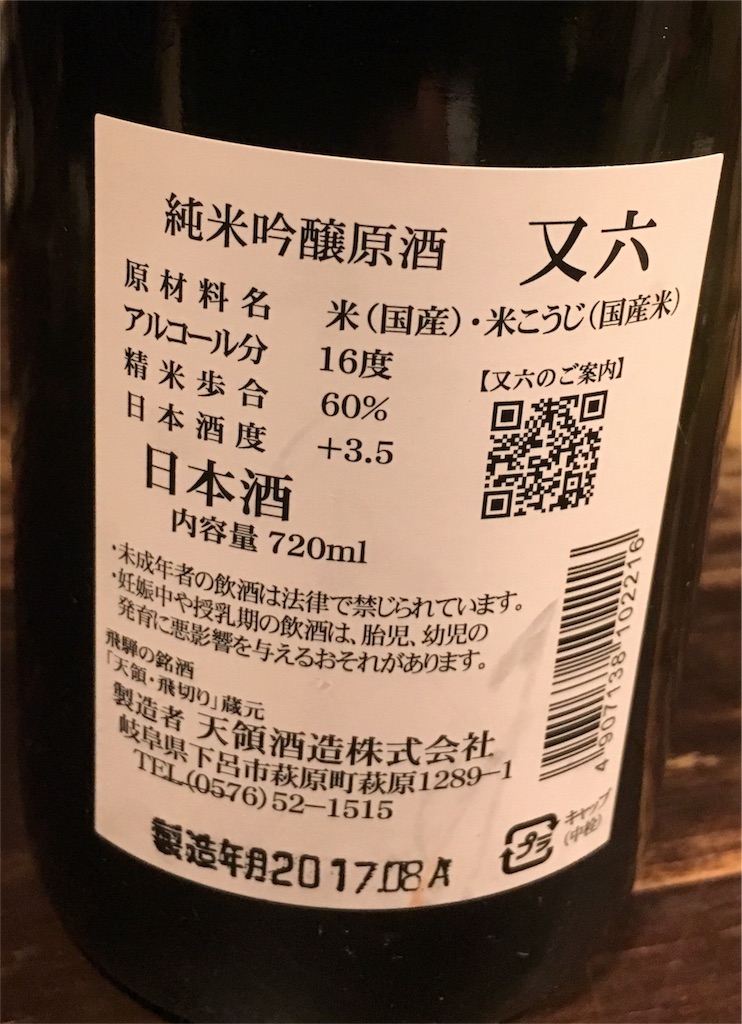 純米吟醸原酒 又六
原材料名 米（国産）・米こうじ（国産米）
アルコール分 16度
精米歩合 60%
日本酒度 +3.5
【又六のご案内】
日本酒
内容量 720ml
・未成年者の飲酒は法律で禁じられています。
・妊娠中や授乳期の飲酒は、胎児、幼児の
発育に悪影響を与えるおそれがあります。
飛騨の銘酒
「天領・飛切り」蔵元
製造者 天領酒造株式会社
岐阜県下呂市萩原町萩原1289−1
TEL.(0576)52−1515
製造年月2017.08 A
4 907138 102216
プラ
キャップ
（中栓）